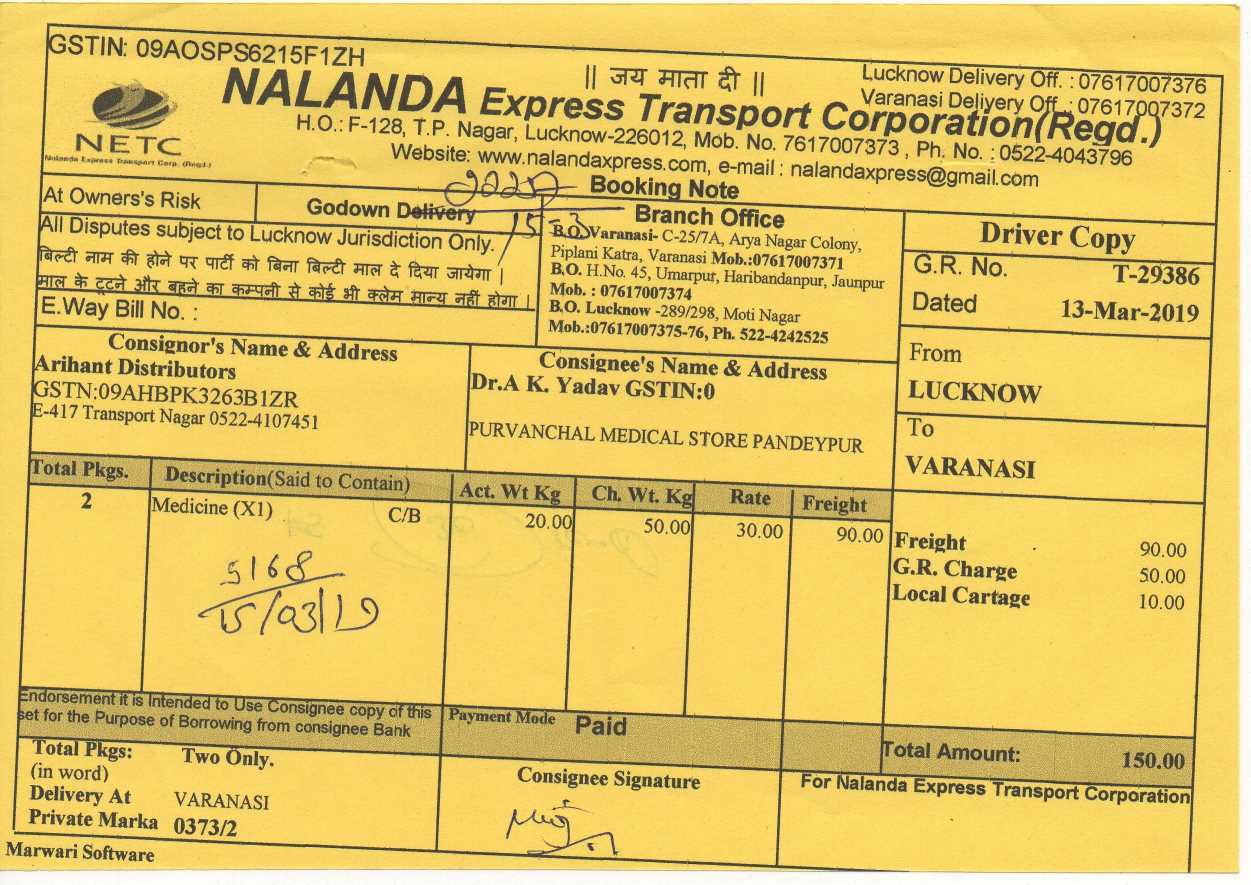 GSTIN: 09AOSPS6215F1ZH
|| जय माता दी ||
Lucknow Delivery Off. : 07617007376
Varanasi Delivery Off. : 07617007372
NETC
Nalanda Express Transport Corp. (Regd.)
NALANDA Express Transport Corporation(Regd.)
H.O.: F-128, T.P. Nagar, Lucknow-226012, Mob. No. 7617007373 , Ph. No. : 0522-4043796
Website: www.nalandaxpress.com, e-mail : nalandaxpress@gmail.com
Booking Note
At Owners's Risk
Godown Delivery
15-3
All Disputes subject to Lucknow Jurisdiction Only.
बिल्टी नाम की होने पर पार्टी को बिना बिल्टी माल दे दिया जायेगा |
माल के टूटने और बहने का कम्पनी से कोई भी क्लेम मान्य नहीं होगा |
E.Way Bill No. :
Branch Office
B.O. Varanasi- C-25/7A, Arya Nagar Colony,
Piplani Katra, Varanasi Mob.:07617007371
B.O. H.No. 45, Umarpur, Haribandanpur, Jaunpur
Mob. : 07617007374
B.O. Lucknow -289/298, Moti Nagar
Mob.:07617007375-76, Ph. 522-4242525
Driver Copy
G.R. No. T-29386
Dated 13-Mar-2019
From
LUCKNOW
To
VARANASI
Consignor's Name & Address
Arihant Distributors
GSTN:09AHBPK3263B1ZR
E-417 Transport Nagar 0522-4107451
Consignee's Name & Address
Dr.A K. Yadav GSTIN:0
PURVANCHAL MEDICAL STORE PANDEYPUR
Total Pkgs. Description(Said to Contain) Act. Wt Kg Ch. Wt. Kg Rate Freight
2 Medicine (X1) C/B 20.00 50.00 30.00 90.00
5168
15/03/19
Freight 90.00
G.R. Charge 50.00
Local Cartage 10.00
Endorsement it is Intended to Use Consignee copy of this
set for the Purpose of Borrowing from consignee Bank
Payment Mode Paid
Total Amount: 150.00
Total Pkgs: Two Only.
(in word)
Delivery At VARANASI
Private Marka 0373/2
Consignee Signature
For Nalanda Express Transport Corporation
Marwari Software